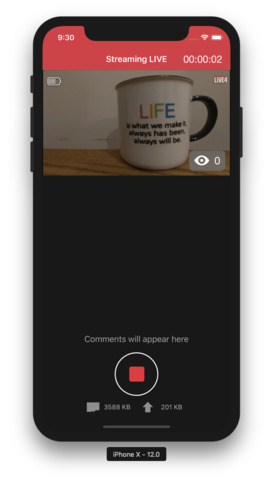 9:30
Streaming LIVE
00:00:02
LIVE4
LIFE
is what we make it,
always has been,
always will be.
0
Comments will appear here
3588 KB
201 KB
iPhone X - 12.0